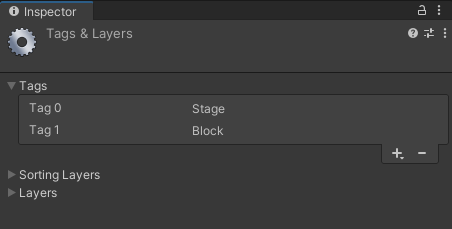 Inspector
Tags & Layers
Tags
Tag 0 Stage
Tag 1 Block
Sorting Layers
Layers